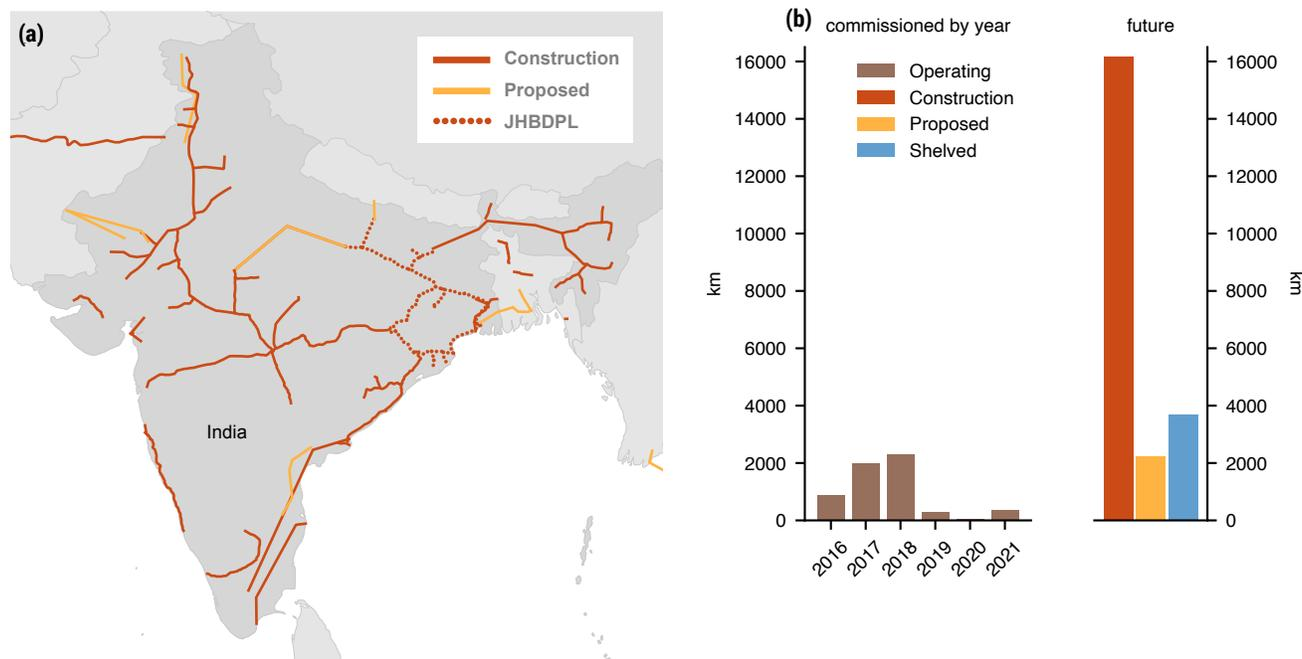 (a)
Construction
Proposed
JHBDPL
India
(b)
commissioned by year
future
Operating
Construction
Proposed
Shelved
km
16000
14000
12000
10000
8000
6000
4000
2000
0
2016
2017
2018
2019
2020
2021
16000
14000
12000
10000
8000
6000
4000
2000
0
km